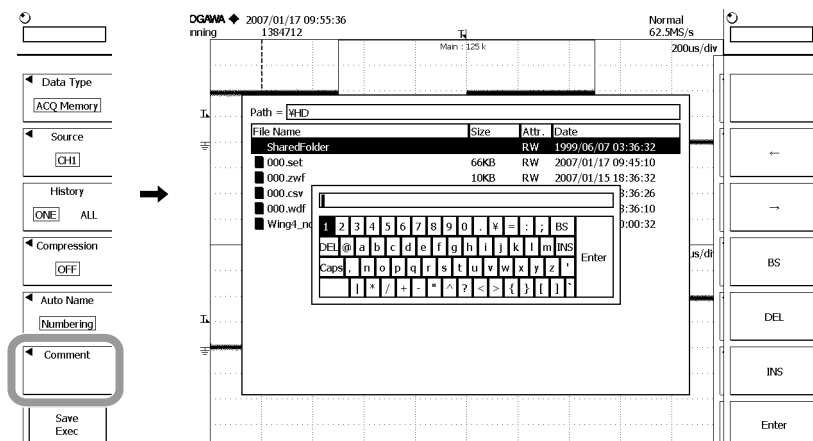 Data Type
ACQ Memory
Source
CH1
History
ONE ALL
Compression
OFF
Auto Name
Numbering
Comment
Save
Exec
OGAWA ◆ 2007/01/17 09:55:36
nning 1384712
Normal
62.5MS/s
Main : 125 k
200us/div
Path = ¥HD
File Name Size Attr. Date
SharedFolder RW 1999/06/07 03:36:32
000.set 66KB RW 2007/01/17 09:45:10
000.zwf 10KB RW 2007/01/15 18:36:32
000.csv 3:36:26
000.wdf 3:36:10
Wing4_no 0:00:32
1 2 3 4 5 6 7 8 9 0 . ¥ = : ; BS
DEL @ a b c d e f g h i j k l m INS
Caps , n o p q r s t u v w x y z '
| * / + - " ^ ? < > { } [ ] `
Enter
us/div
←
→
BS
DEL
INS
Enter